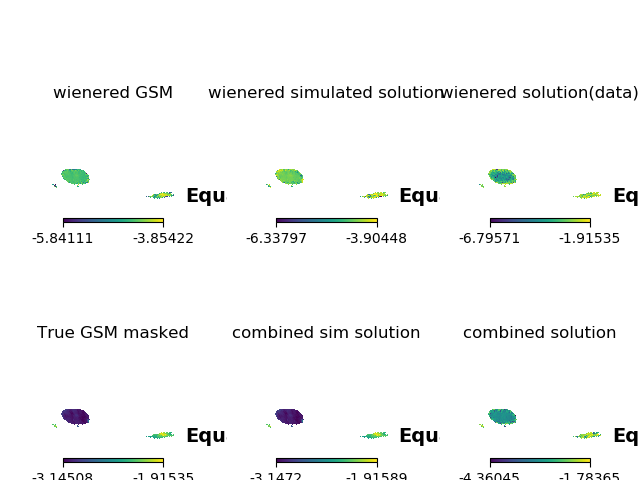 wienered GSM
wienered simulated solution
wienered solution(data)
Equ
Equ
Eq
-5.84111
-3.85422
-6.33797
-3.90448
-6.79571
-1.91535
True GSM masked
combined sim solution
combined solution
Equ
Equ
Eq
-3.14508
-1.91535
-3.1472
-1.91589
-4.36045
-1.78365